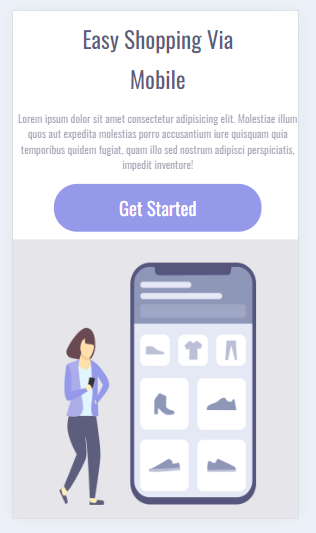 Easy Shopping Via
Mobile
Lorem ipsum dolor sit amet consectetur adipisicing elit. Molestiae illum
quos aut expedita molestias porro accusantium iure quisquam quia
temporibus quidem fugiat, quam illo sed nostrum adipisci perspiciatis,
impedit inventore!
Get Started